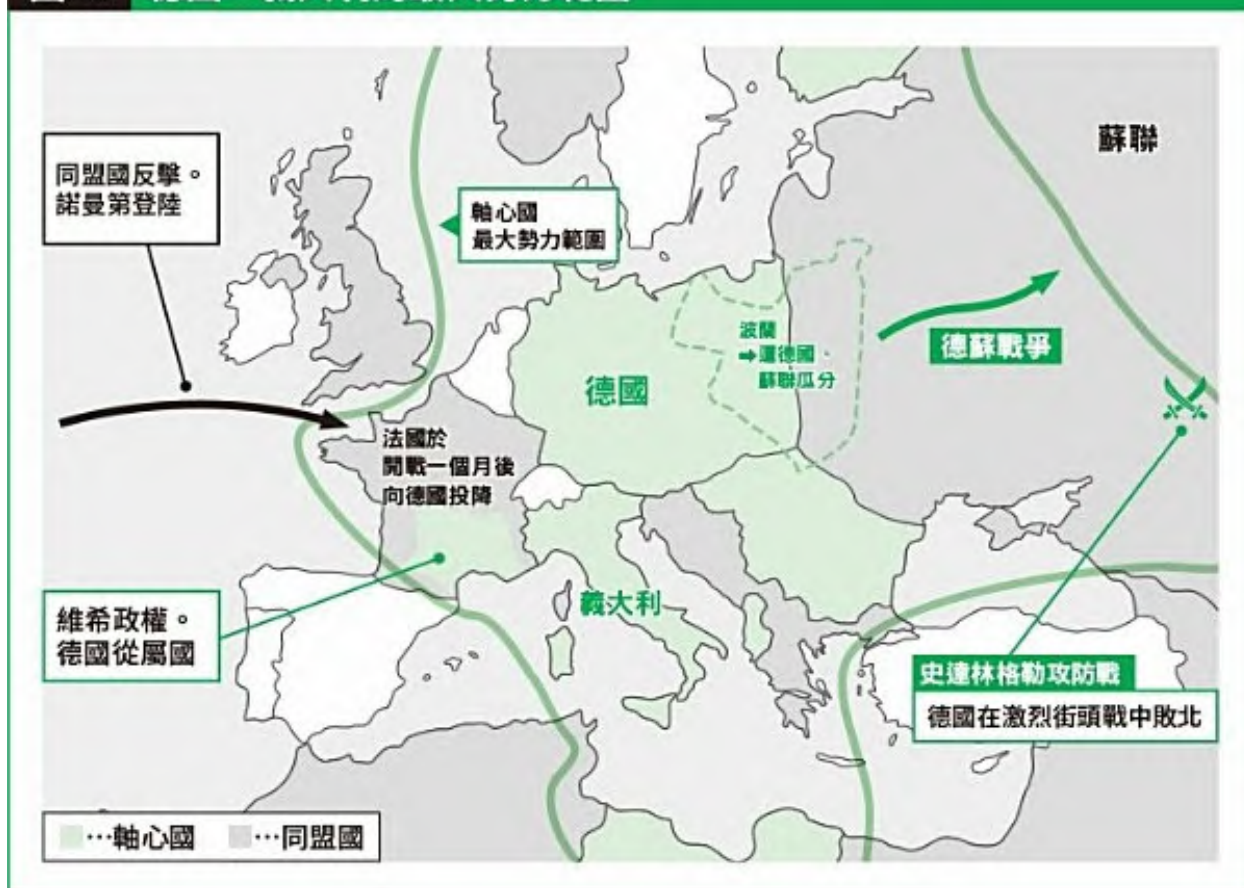 同盟國反擊。
諾曼第登陸
軸心國
最大勢力範圍
蘇聯
德蘇戰爭
波蘭
➡遭德國、
蘇聯瓜分
德國
法國於
開戰一個月後
向德國投降
維希政權。
德國從屬國
義大利
史達林格勒攻防戰
德國在激烈街頭戰中敗北
…軸心國 …同盟國